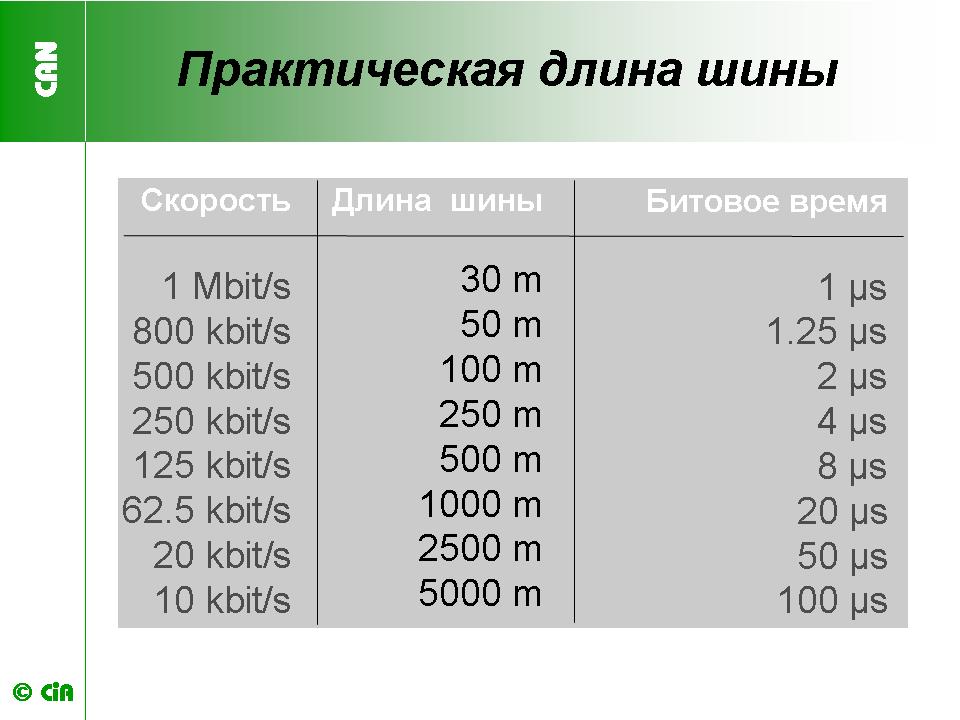 CAN
Практическая длина шины
Скорость Длина шины Битовое время
1 Mbit/s 30 m 1 µs
800 kbit/s 50 m 1.25 µs
500 kbit/s 100 m 2 µs
250 kbit/s 250 m 4 µs
125 kbit/s 500 m 8 µs
62.5 kbit/s 1000 m 20 µs
20 kbit/s 2500 m 50 µs
10 kbit/s 5000 m 100 µs
© CiA